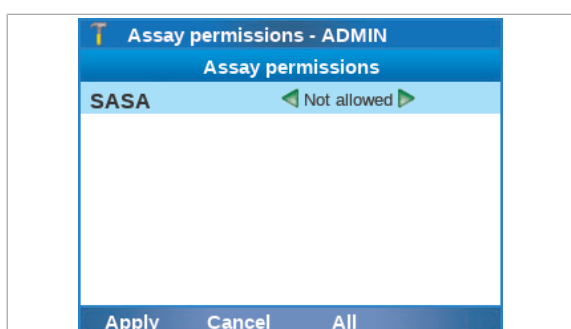 Assay permissions - ADMIN
Assay permissions
SASA Not allowed
Apply Cancel All